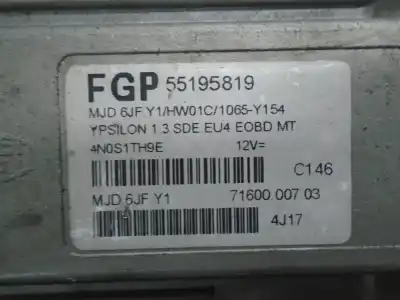 FGP 55195819
MJD 6JF Y1/HW01C/1065-Y154
YPSILON 1.3 SDE EU4 EOBD MT
4N0S1TH9E 12V=
C146
MJD 6JF Y1 71600.007 03
4J17